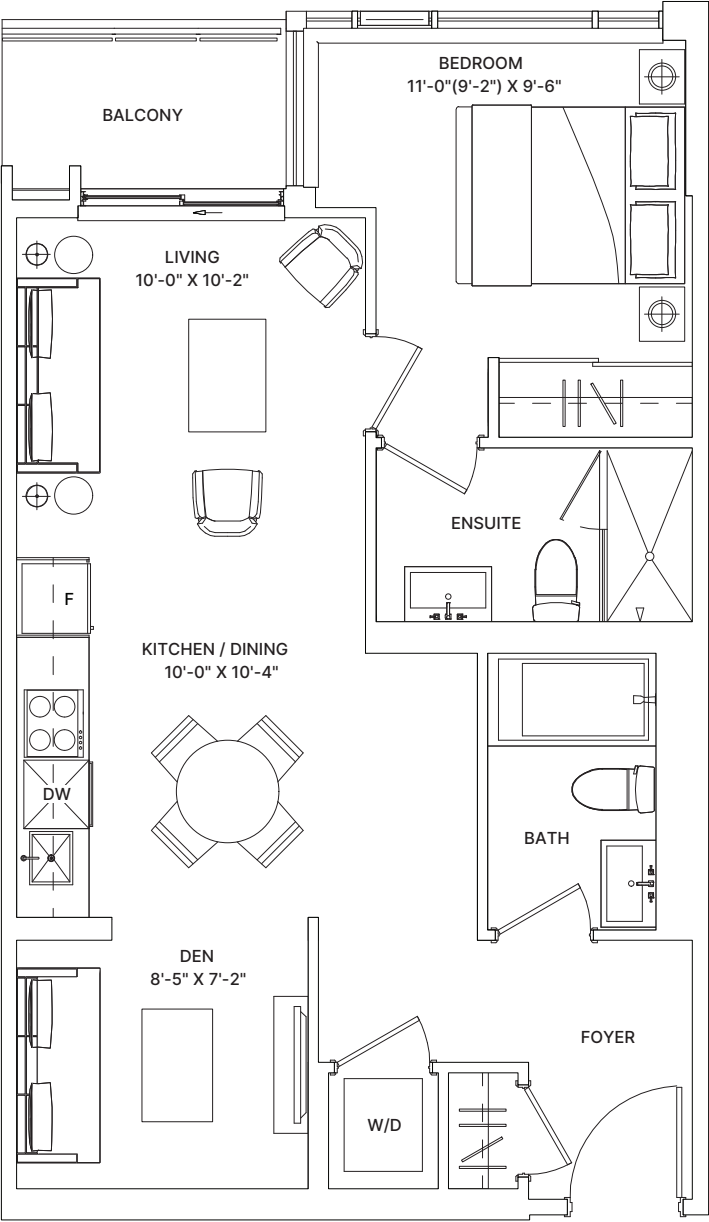 BEDROOM
11'-0"(9'-2") X 9'-6"
BALCONY
LIVING
10'-0" X 10'-2"
ENSUITE
F
KITCHEN / DINING
10'-0" X 10'-4"
DW
BATH
DEN
8'-5" X 7'-2"
FOYER
W/D